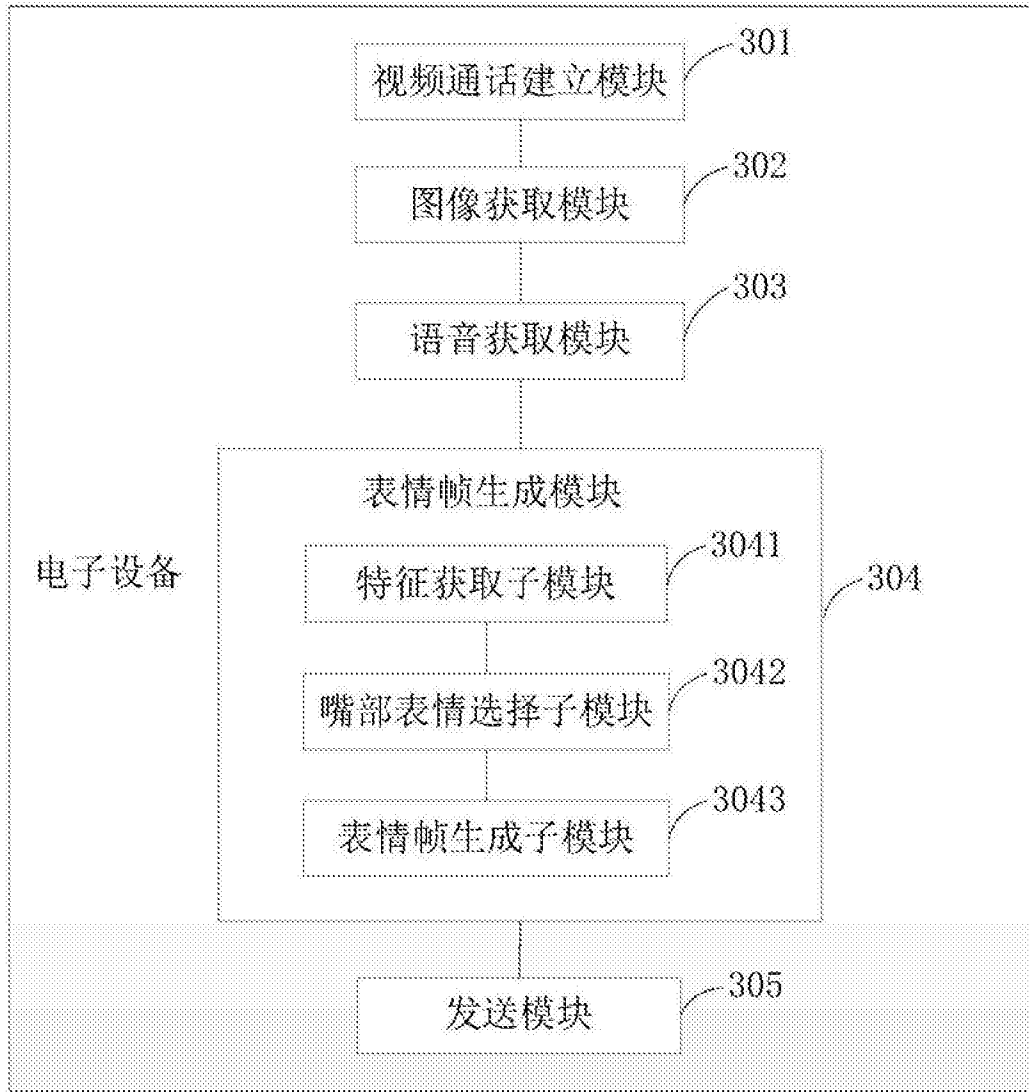 301
视频通话建立模块
302
图像获取模块
303
语音获取模块
表情帧生成模块
3041
特征获取子模块
电子设备
304
3042
嘴部表情选择子模块
3043
表情帧生成子模块
305
发送模块